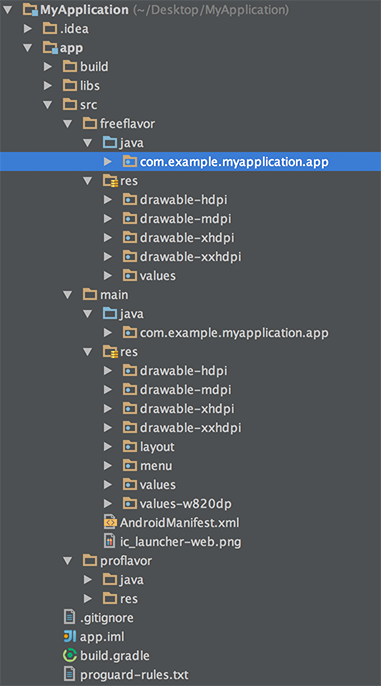 MyApplication (~/Desktop/MyApplication)
.idea
app
build
libs
src
freeflavor
java
com.example.myapplication.app
res
drawable-hdpi
drawable-mdpi
drawable-xhdpi
drawable-xxhdpi
values
main
java
com.example.myapplication.app
res
drawable-hdpi
drawable-mdpi
drawable-xhdpi
drawable-xxhdpi
layout
menu
values
values-w820dp
AndroidManifest.xml
ic_launcher-web.png
proflavor
java
res
.gitignore
app.iml
build.gradle
proguard-rules.txt